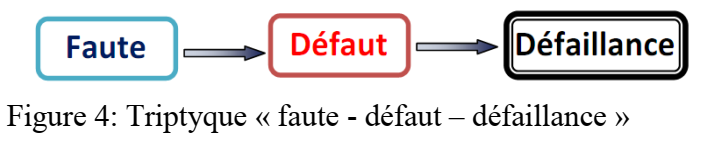 Faute Défaut Défaillance
Figure 4: Triptyque « faute - défaut – défaillance »